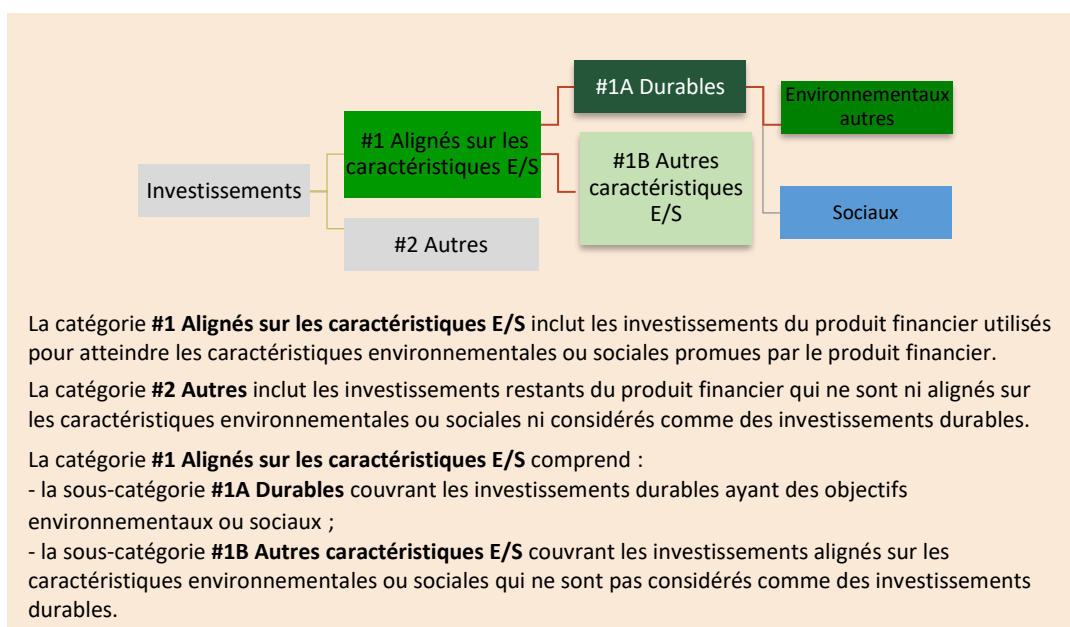 #1A Durables
Environnementaux
autres
#1 Alignés sur les
caractéristiques E/S
#1B Autres
caractéristiques
E/S
Investissements
Sociaux
#2 Autres
La catégorie #1 Alignés sur les caractéristiques E/S inclut les investissements du produit financier utilisés
pour atteindre les caractéristiques environnementales ou sociales promues par le produit financier.
La catégorie #2 Autres inclut les investissements restants du produit financier qui ne sont ni alignés sur
les caractéristiques environnementales ou sociales ni considérés comme des investissements durables.
La catégorie #1 Alignés sur les caractéristiques E/S comprend :
- la sous-catégorie #1A Durables couvrant les investissements durables ayant des objectifs
environnementaux ou sociaux ;
- la sous-catégorie #1B Autres caractéristiques E/S couvrant les investissements alignés sur les
caractéristiques environnementales ou sociales qui ne sont pas considérés comme des investissements
durables.